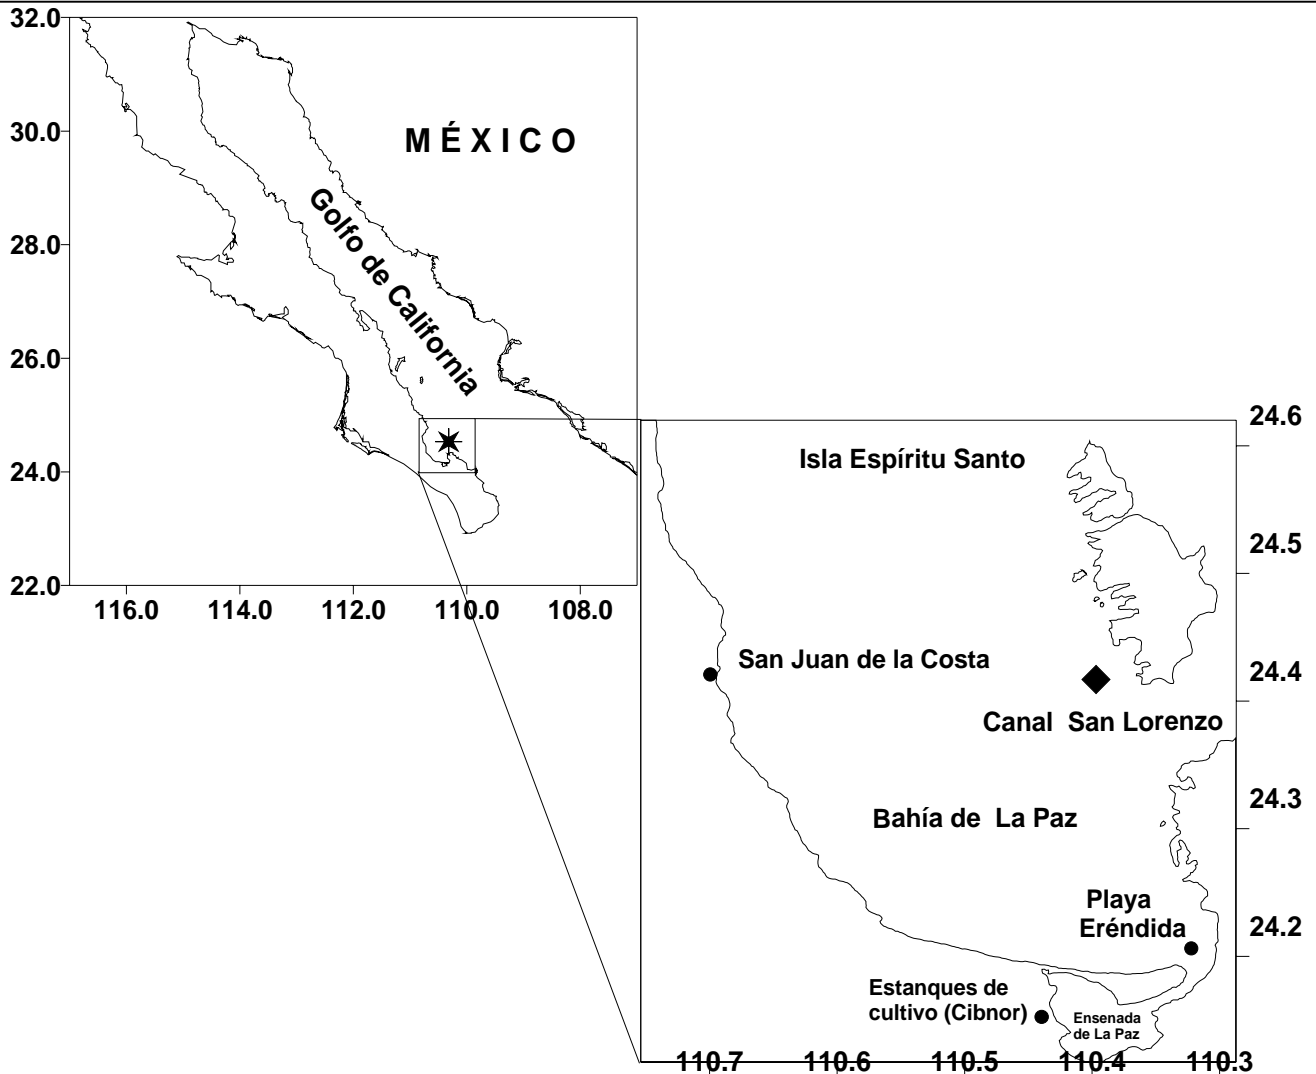 32.0
30.0
28.0
26.0
24.0
22.0
116.0 114.0 112.0 110.0 108.0
MÉXICO
Golfo de California
Isla Espíritu Santo
San Juan de la Costa
Canal San Lorenzo
Bahía de La Paz
Playa
Eréndida
Estanques de
cultivo (Cibnor)
Ensenada
de La Paz
24.6
24.5
24.4
24.3
24.2
110.7 110.6 110.5 110.4 110.3